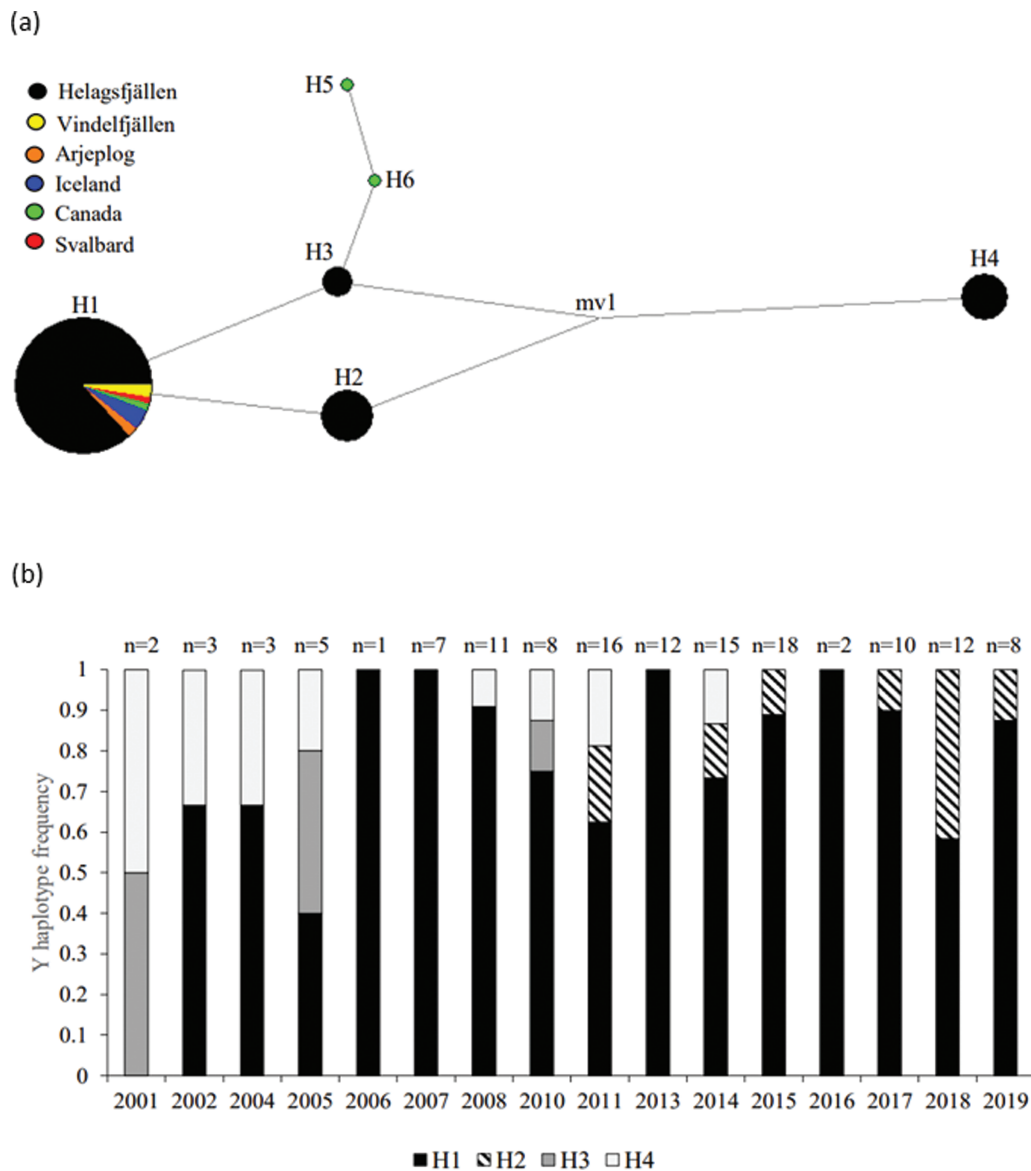 (a)
H5
Helagsfjällen
Vindelfjällen
Arjeplog
H6
Iceland
Canada
Svalbard
H3
H4
H1
mv1
H2
(b)
n=2 n=3 n=3 n=5 n=1 n=7 n=11 n=8 n=16 n=12 n=15 n=18 n=2 n=10 n=12 n=8
Y haplotype frequency
1
0.9
0.8
0.7
0.6
0.5
0.4
0.3
0.2
0.1
0
2001 2002 2004 2005 2006 2007 2008 2010 2011 2013 2014 2015 2016 2017 2018 2019
H1 H2 H3 H4